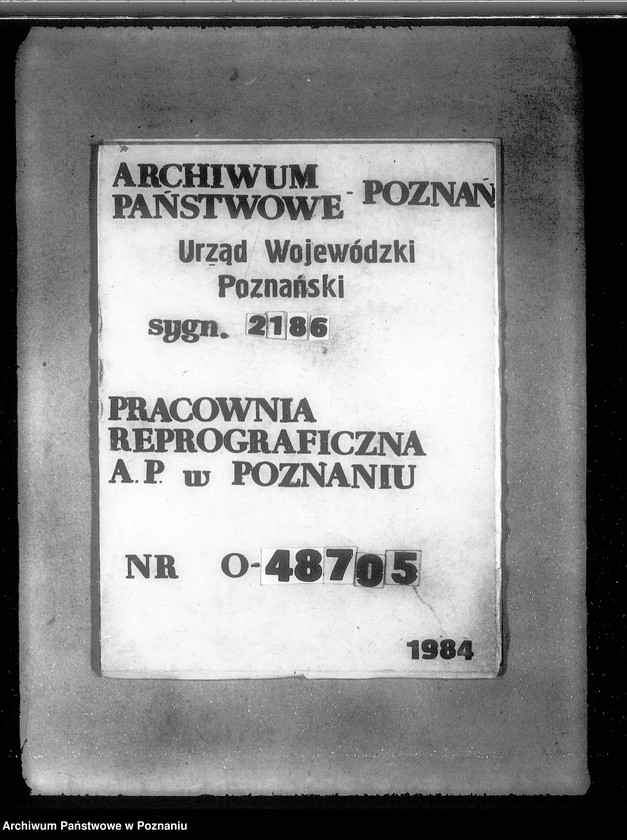 ARCHIWUM
PAŃSTWOWE - POZNAŃ
Urząd Wojewódzki
Poznański
sygn. 2186
PRACOWNIA
REPROGRAFICZNA
A.P. w POZNANIU
NR O-48705
1984
Archiwum Państwowe w Poznaniu